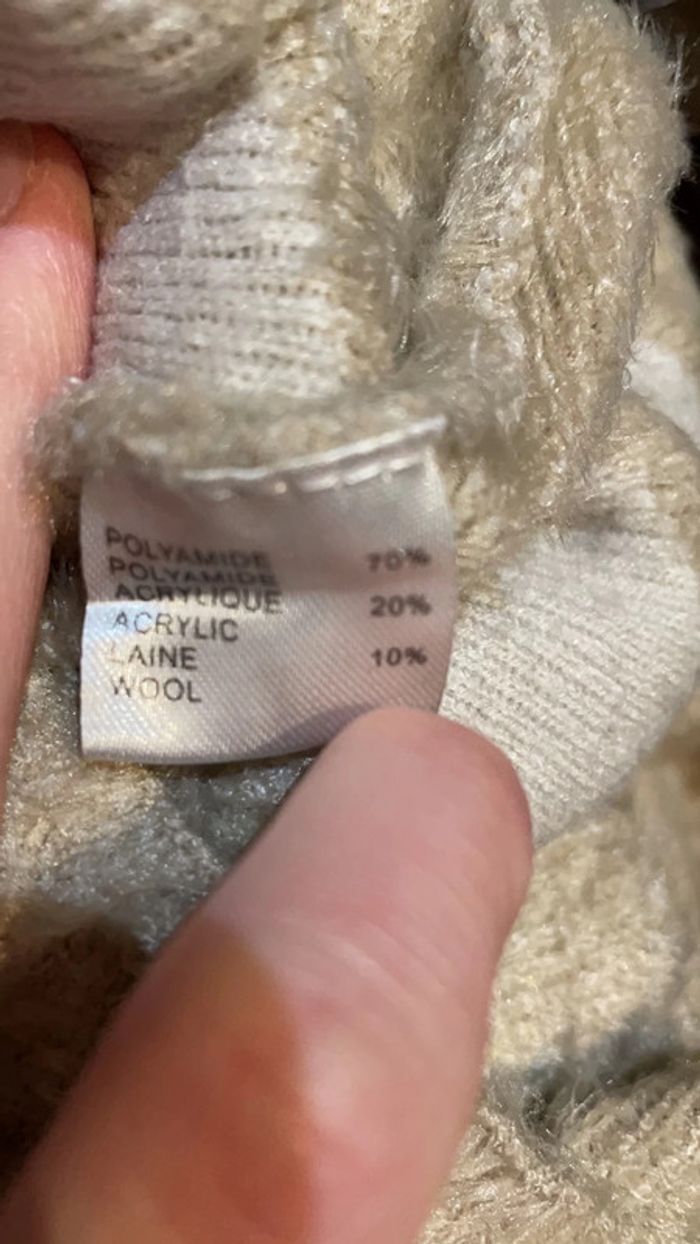 POLYAMIDE 70%
POLYAMIDE
ACRYLIQUE 20%
ACRYLIC
LAINE 10%
WOOL